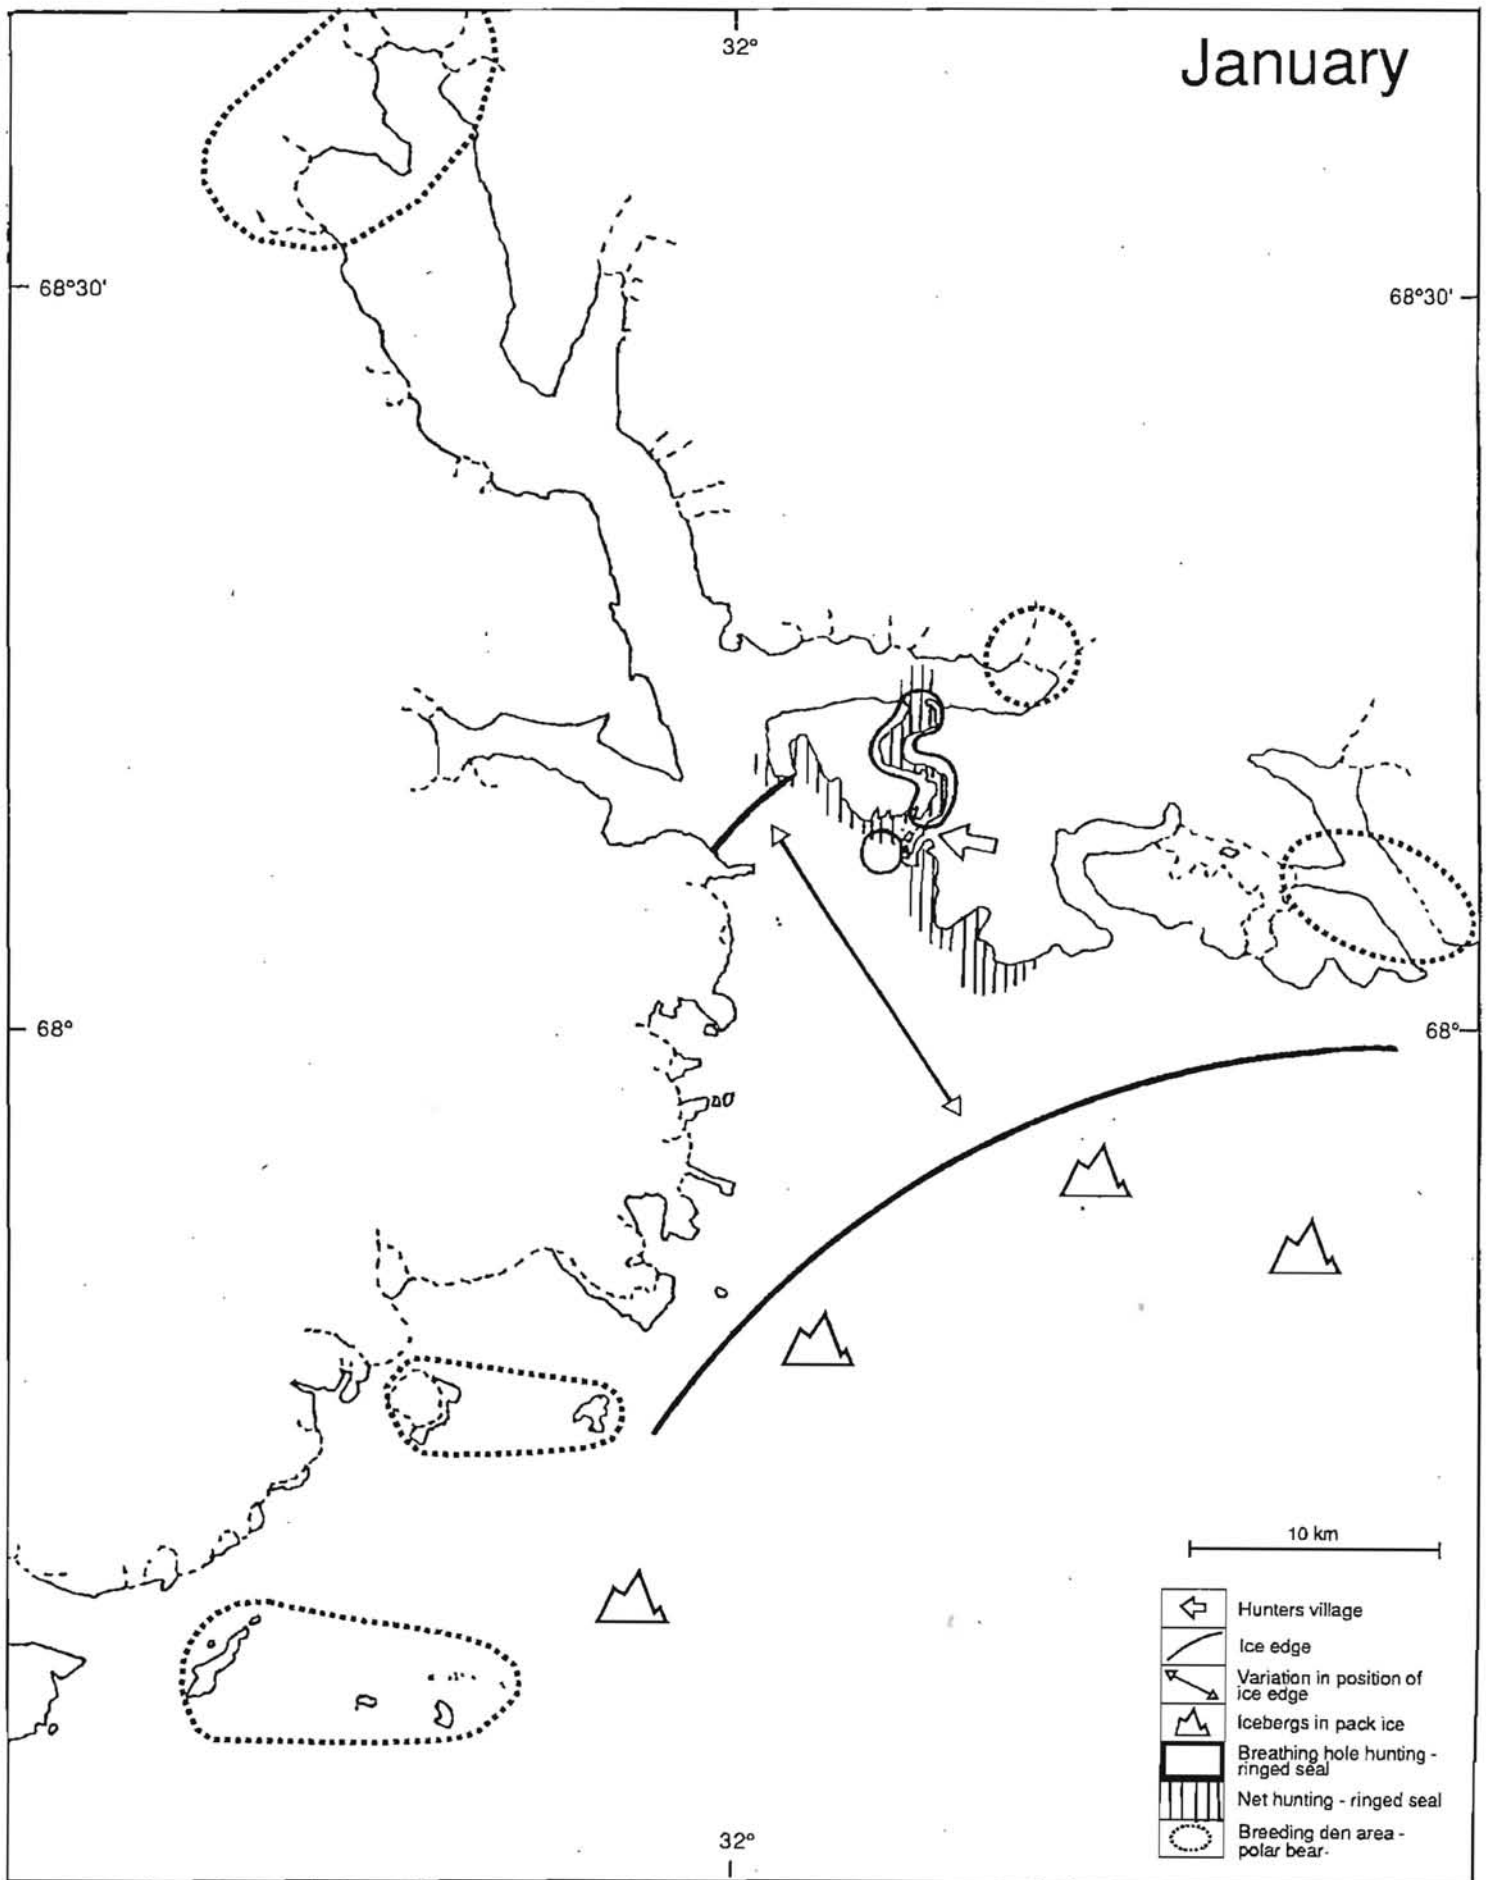 32°
January
68°30'
68°30'
68°
68°
10 km
Hunters village
Ice edge
Variation in position of
ice edge
Icebergs in pack ice
Breathing hole hunting -
ringed seal
Net hunting - ringed seal
Breeding den area -
polar bear
32°